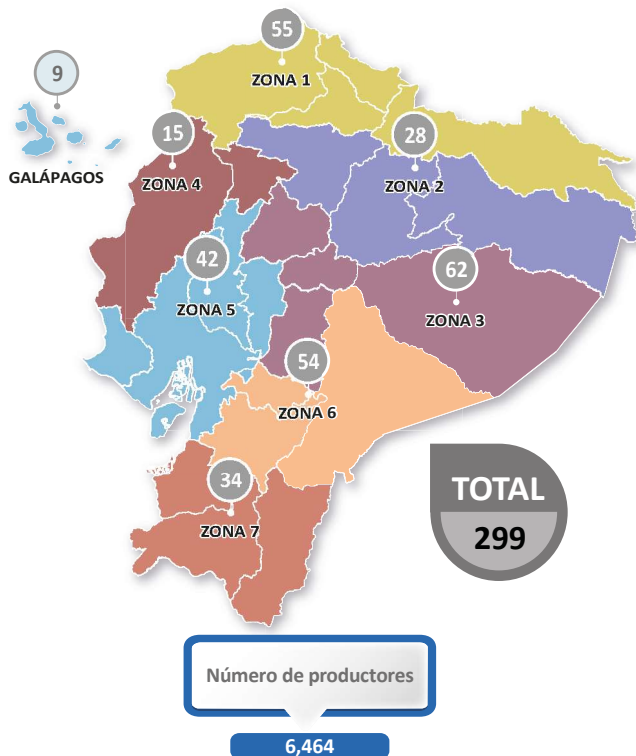 55
ZONA 1
9
GALÁPAGOS
15
ZONA 4
28
ZONA 2
42
ZONA 5
62
ZONA 3
54
ZONA 6
34
ZONA 7
TOTAL
299
Número de productores
6,464